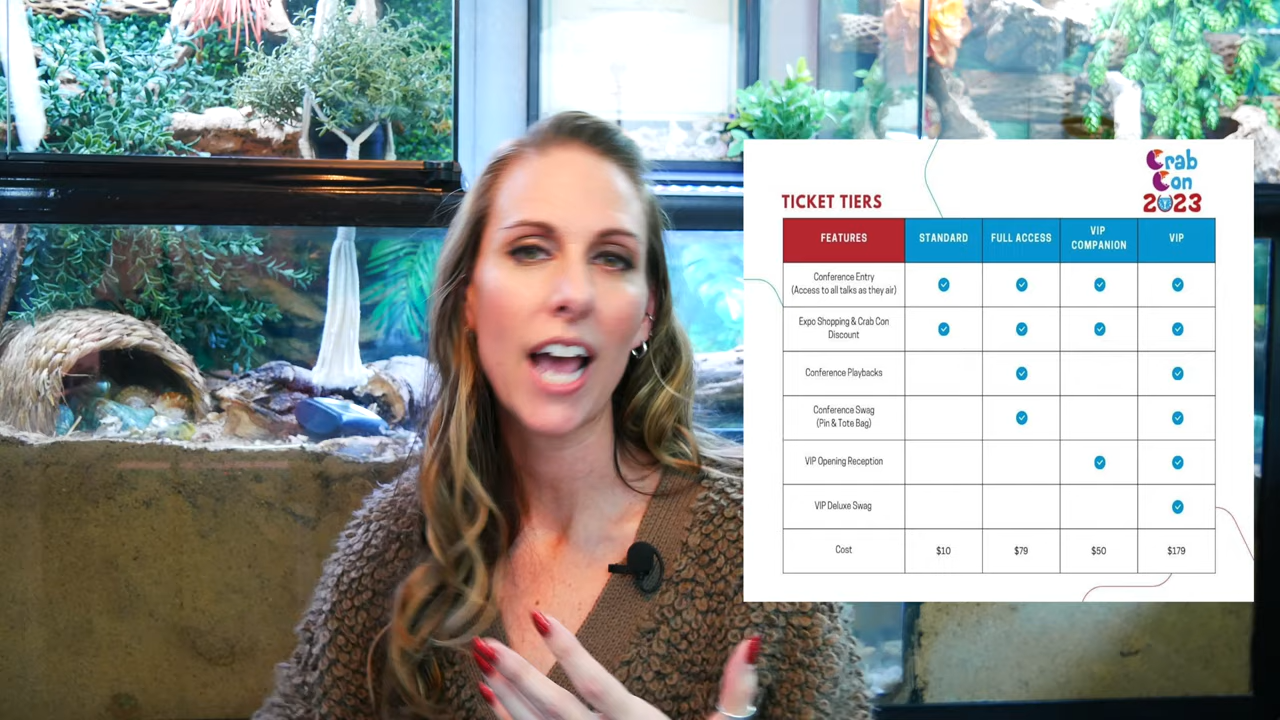 Crab
Con
2023
TICKET TIERS
FEATURES
STANDARD
FULL ACCESS
VIP
COMPANION
VIP
Conference Entry
(Access to all talks as they air)
Expo Shopping & Crab Con
Discount
Conference Playbacks
Conference Swag
(Pin & Tote Bag)
VIP Opening Reception
VIP Deluxe Swag
Cost
$10
$79
$50
$179